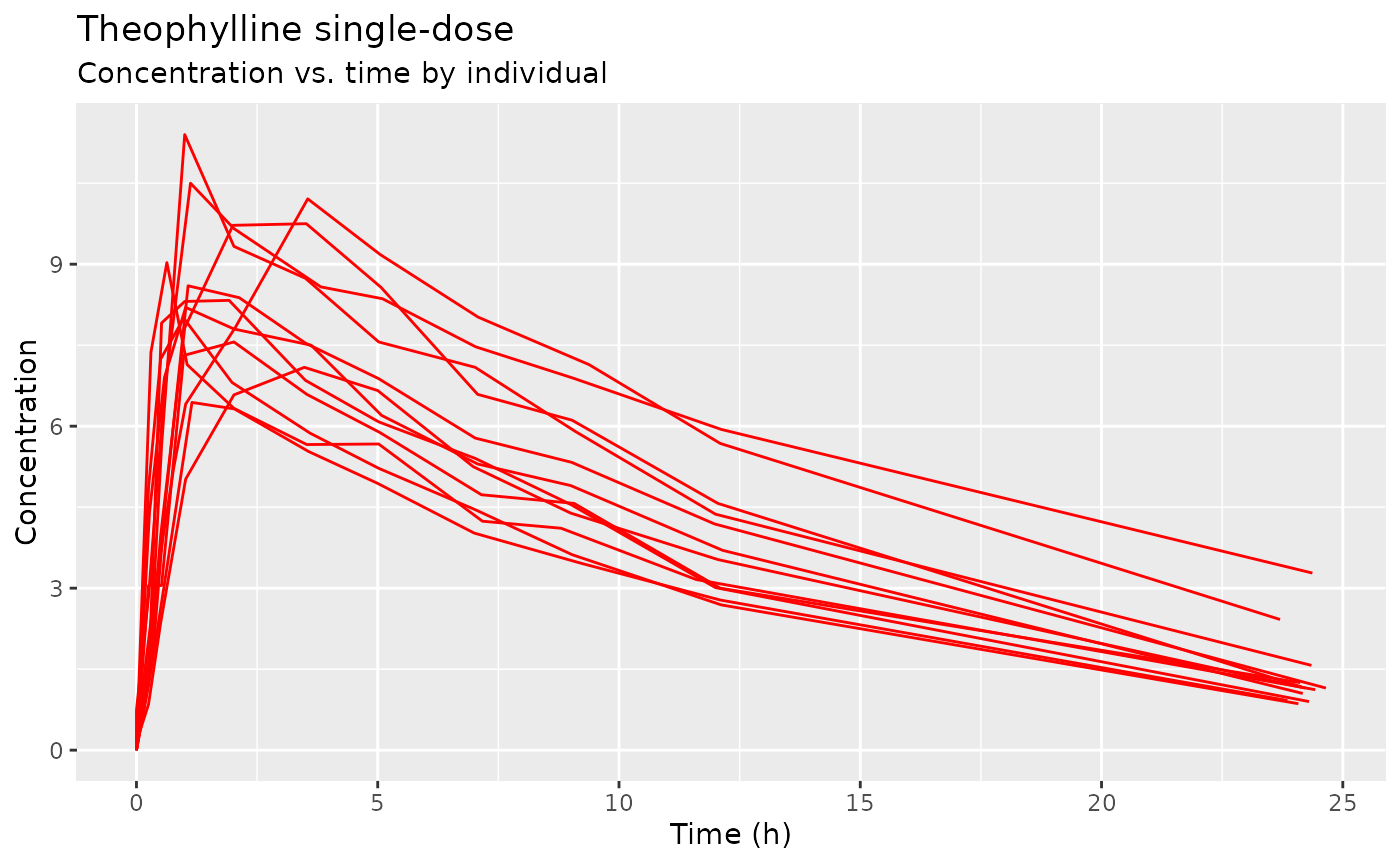 Theophylline single-dose
Concentration vs. time by individual
Concentration
9
6
3
0
0 5 10 15 20 25
Time (h)